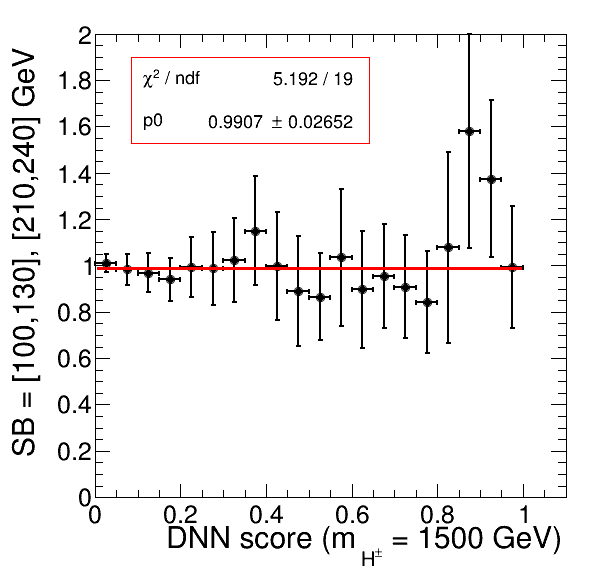 χ² / ndf 5.192 / 19
p0 0.9907 ± 0.02652
SB = [100,130], [210,240] GeV
2
1.8
1.6
1.4
1.2
1
0.8
0.6
0.4
0.2
0
0 0.2 0.4 0.6 0.8 1
DNN score (m_H± = 1500 GeV)